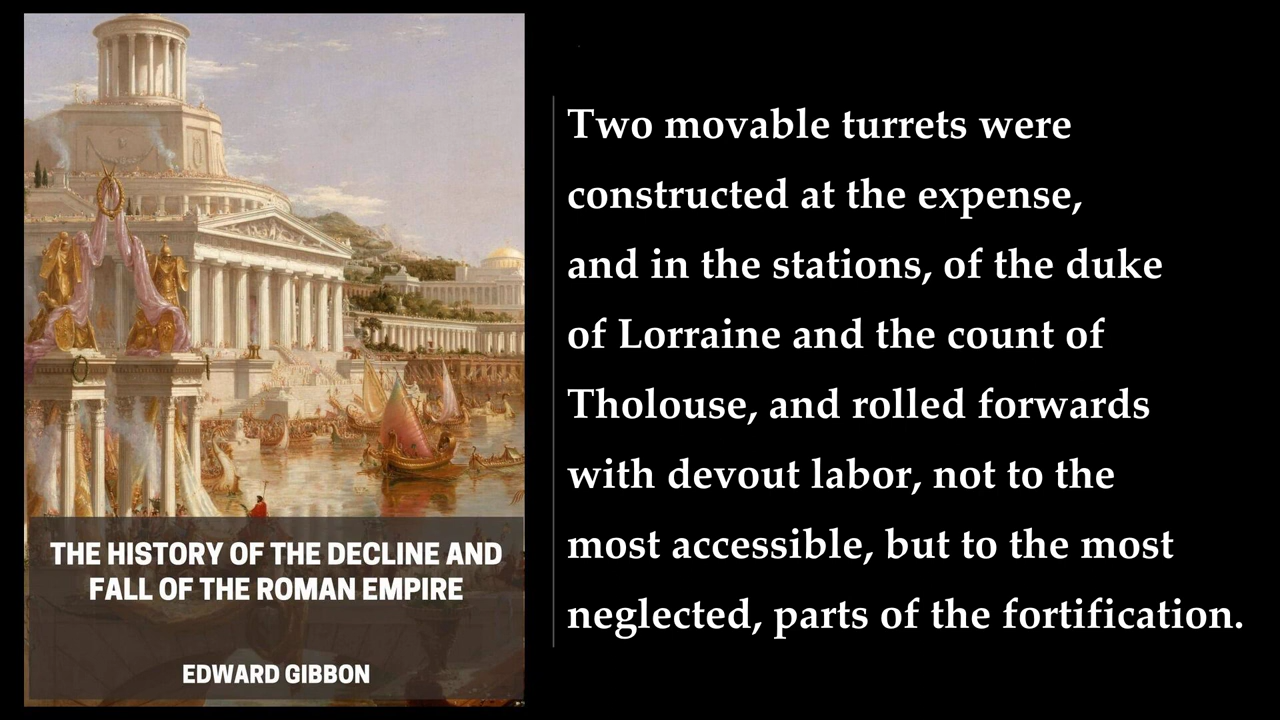 THE HISTORY OF THE DECLINE AND
FALL OF THE ROMAN EMPIRE
EDWARD GIBBON
Two movable turrets were
constructed at the expense,
and in the stations, of the duke
of Lorraine and the count of
Tholouse, and rolled forwards
with devout labor, not to the
most accessible, but to the most
neglected, parts of the fortification.